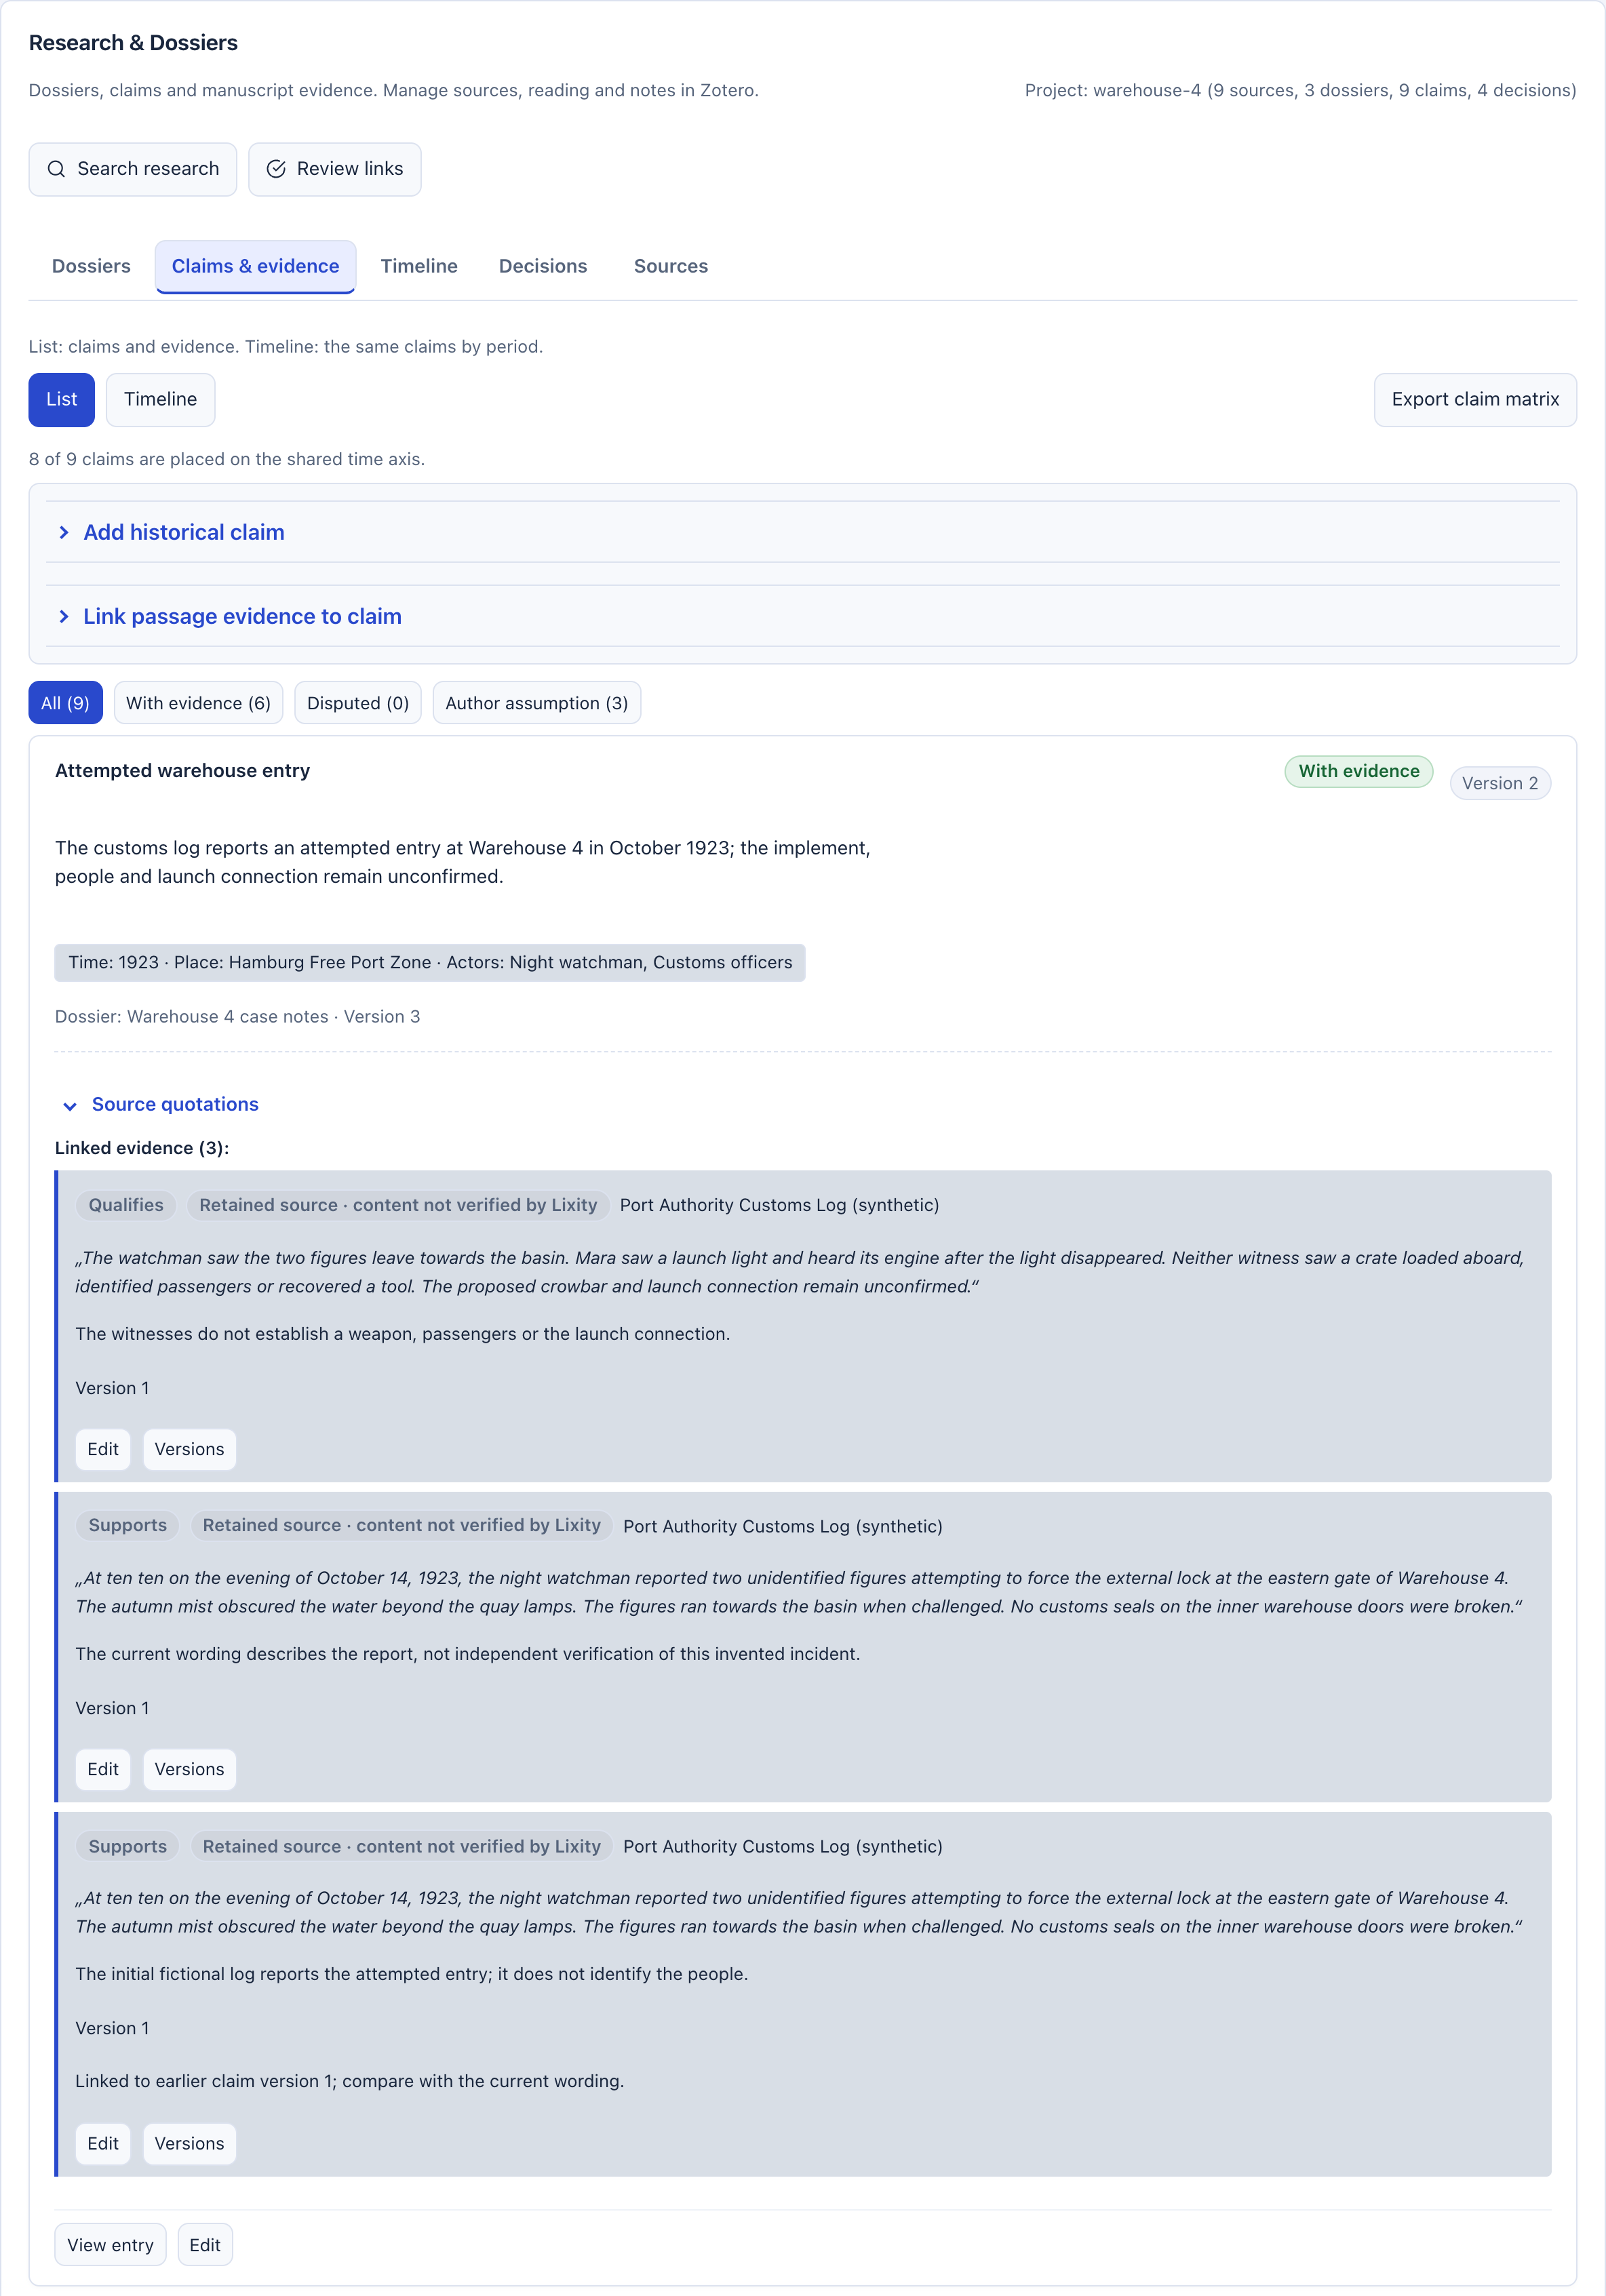 Research & Dossiers
Dossiers, claims and manuscript evidence. Manage sources, reading and notes in Zotero.
Project: warehouse-4 (9 sources, 3 dossiers, 9 claims, 4 decisions)
Search research
Review links
Dossiers
Claims & evidence
Timeline
Decisions
Sources
List: claims and evidence. Timeline: the same claims by period.
List
Timeline
Export claim matrix
8 of 9 claims are placed on the shared time axis.
Add historical claim
Link passage evidence to claim
All (9)
With evidence (6)
Disputed (0)
Author assumption (3)
Attempted warehouse entry
With evidence
Version 2
The customs log reports an attempted entry at Warehouse 4 in October 1923; the implement,
people and launch connection remain unconfirmed.
Time: 1923 · Place: Hamburg Free Port Zone · Actors: Night watchman, Customs officers
Dossier: Warehouse 4 case notes · Version 3
Source quotations
Linked evidence (3):
Qualifies
Retained source · content not verified by Lixity
Port Authority Customs Log (synthetic)
„The watchman saw the two figures leave towards the basin. Mara saw a launch light and heard its engine after the light disappeared. Neither witness saw a crate loaded aboard,
identified passengers or recovered a tool. The proposed crowbar and launch connection remain unconfirmed.“
The witnesses do not establish a weapon, passengers or the launch connection.
Version 1
Edit
Versions
Supports
Retained source · content not verified by Lixity
Port Authority Customs Log (synthetic)
„At ten ten on the evening of October 14, 1923, the night watchman reported two unidentified figures attempting to force the external lock at the eastern gate of Warehouse 4.
The autumn mist obscured the water beyond the quay lamps. The figures ran towards the basin when challenged. No customs seals on the inner warehouse doors were broken.“
The current wording describes the report, not independent verification of this invented incident.
Version 1
Edit
Versions
Supports
Retained source · content not verified by Lixity
Port Authority Customs Log (synthetic)
„At ten ten on the evening of October 14, 1923, the night watchman reported two unidentified figures attempting to force the external lock at the eastern gate of Warehouse 4.
The autumn mist obscured the water beyond the quay lamps. The figures ran towards the basin when challenged. No customs seals on the inner warehouse doors were broken.“
The initial fictional log reports the attempted entry; it does not identify the people.
Version 1
Linked to earlier claim version 1; compare with the current wording.
Edit
Versions
View entry
Edit